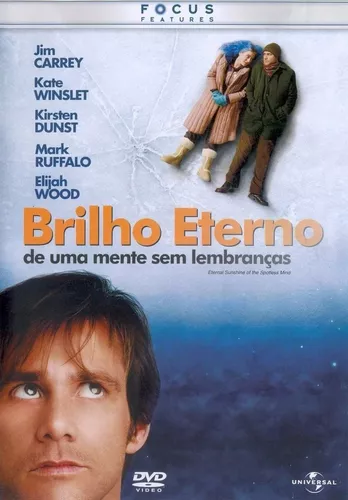 FOCUS
FEATURES
Jim
CARREY
Kate
WINSLET
Kirsten
DUNST
Mark
RUFFALO
Elijah
WOOD
Brilho Eterno
de uma mente sem lembranças
Eternal Sunshine of the Spotless Mind
DVD
VIDEO
UNIVERSAL